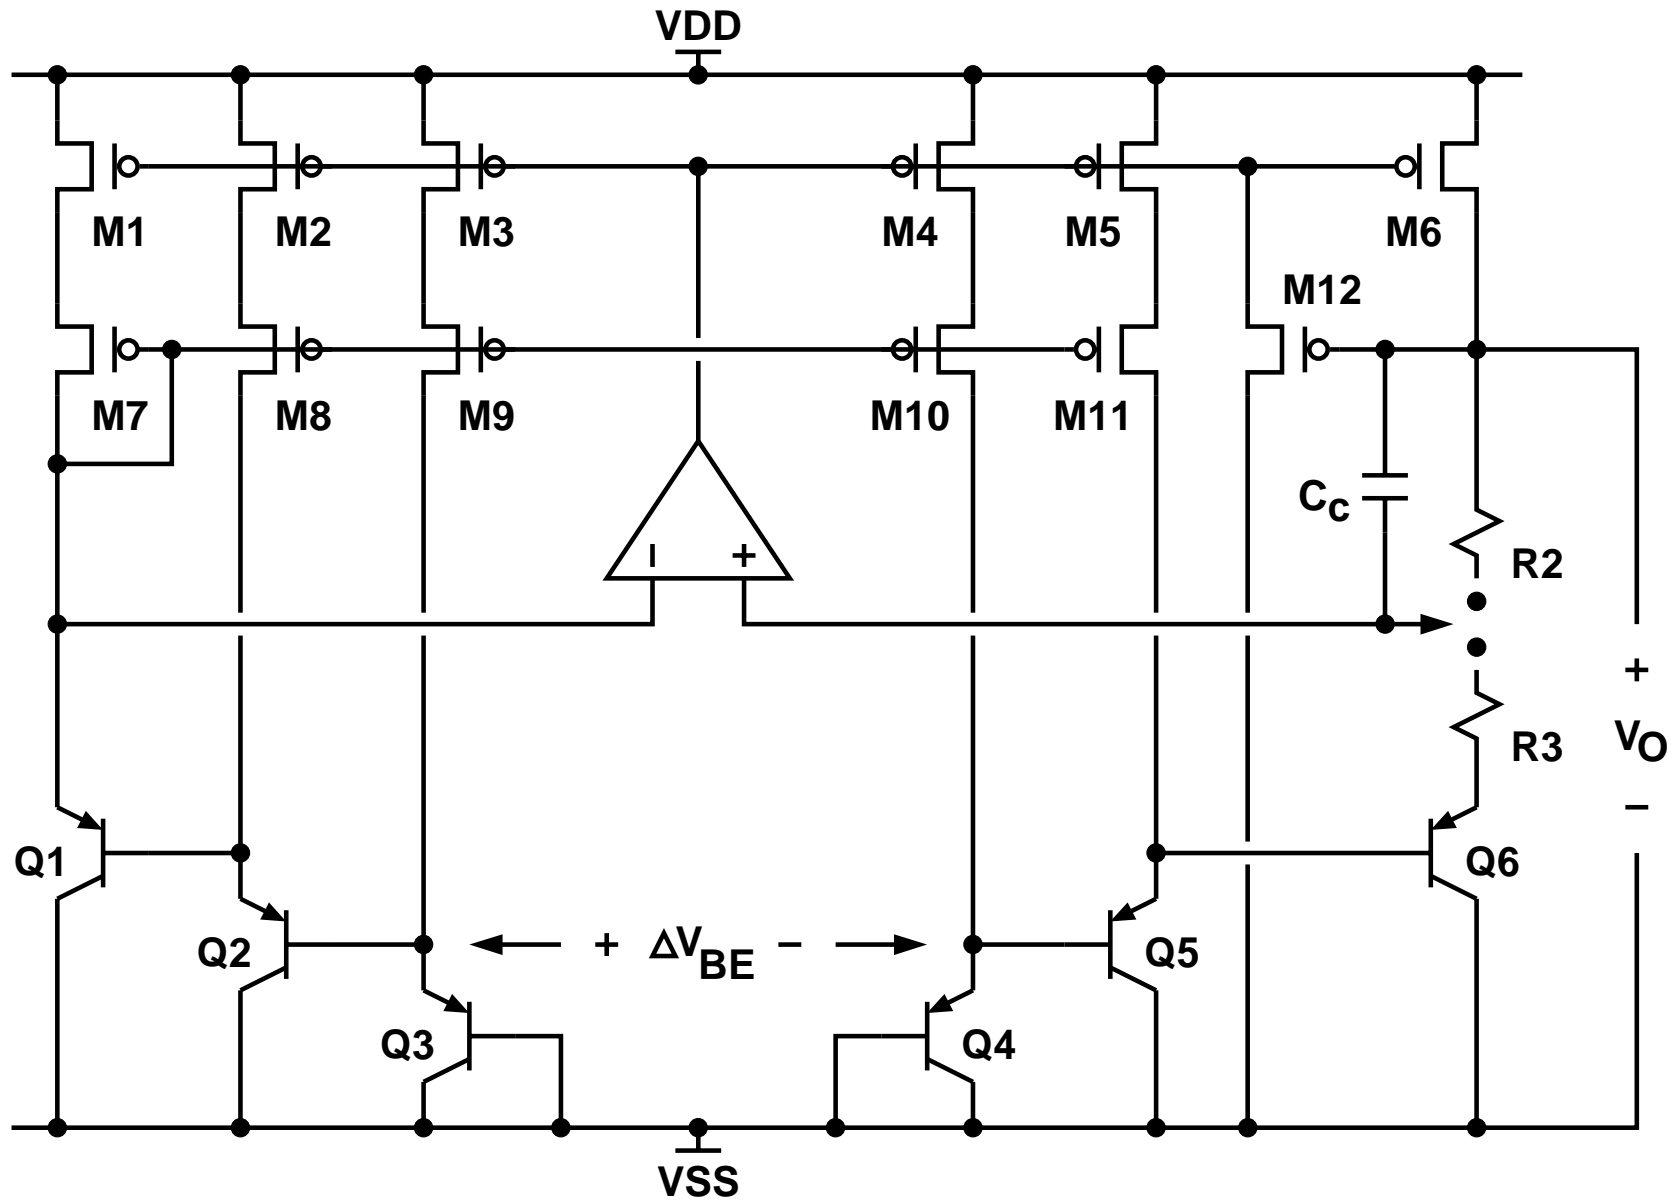 VDD
M1 M2 M3 M4 M5 M6
M12
M7 M8 M9 M10 M11
Cc
− +
R2
+
R3 VO
−
Q1 Q6
Q2 + ΔVBE − Q5
Q3 Q4
VSS